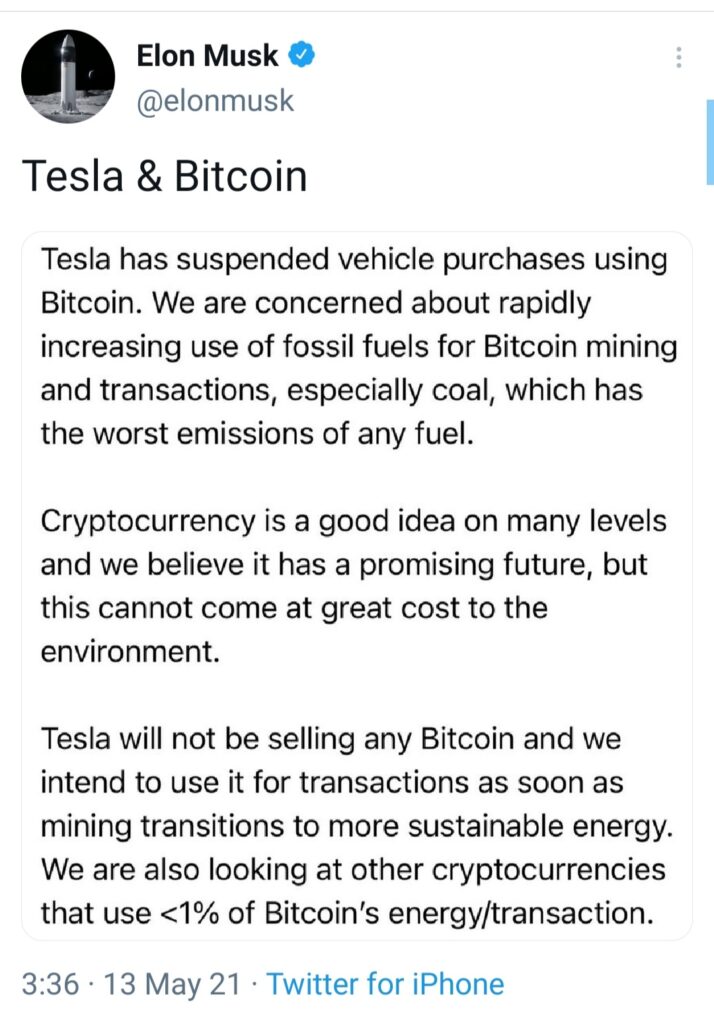 Elon Musk
@elonmusk
Tesla & Bitcoin
Tesla has suspended vehicle purchases using
Bitcoin. We are concerned about rapidly
increasing use of fossil fuels for Bitcoin mining
and transactions, especially coal, which has
the worst emissions of any fuel.
Cryptocurrency is a good idea on many levels
and we believe it has a promising future, but
this cannot come at great cost to the
environment.
Tesla will not be selling any Bitcoin and we
intend to use it for transactions as soon as
mining transitions to more sustainable energy.
We are also looking at other cryptocurrencies
that use <1% of Bitcoin’s energy/transaction.
3:36 · 13 May 21 · Twitter for iPhone